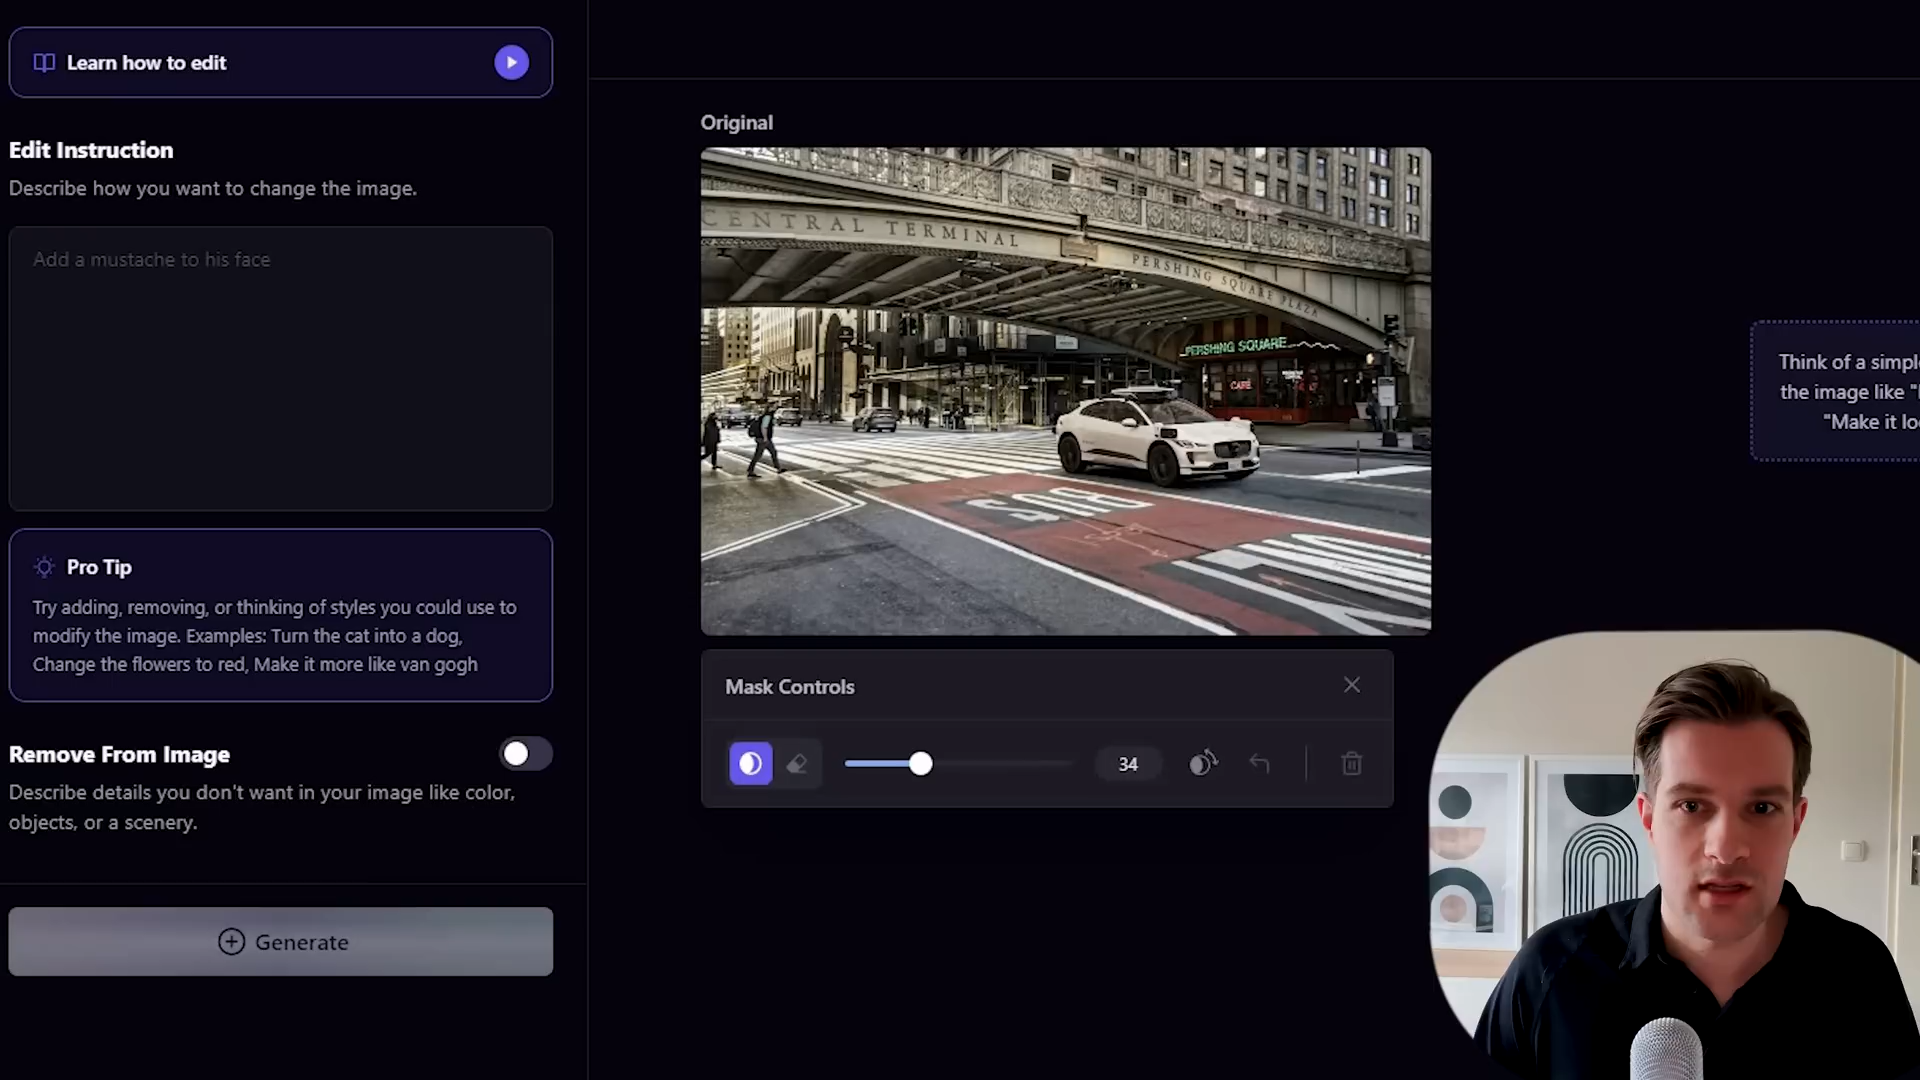 Learn how to edit
Edit Instruction
Describe how you want to change the image.
Add a mustache to his face
Pro Tip
Try adding, removing, or thinking of styles you could use to
modify the image. Examples: Turn the cat into a dog,
Change the flowers to red, Make it more like van gogh
Remove From Image
Describe details you don't want in your image like color,
objects, or a scenery.
Generate
Original
CENTRAL TERMINAL
PERSHING SQUARE PLAZA
PERSHING SQUARE
CAFE
BUS
Mask Controls
34
Think of a simpl
the image like "
"Make it lo